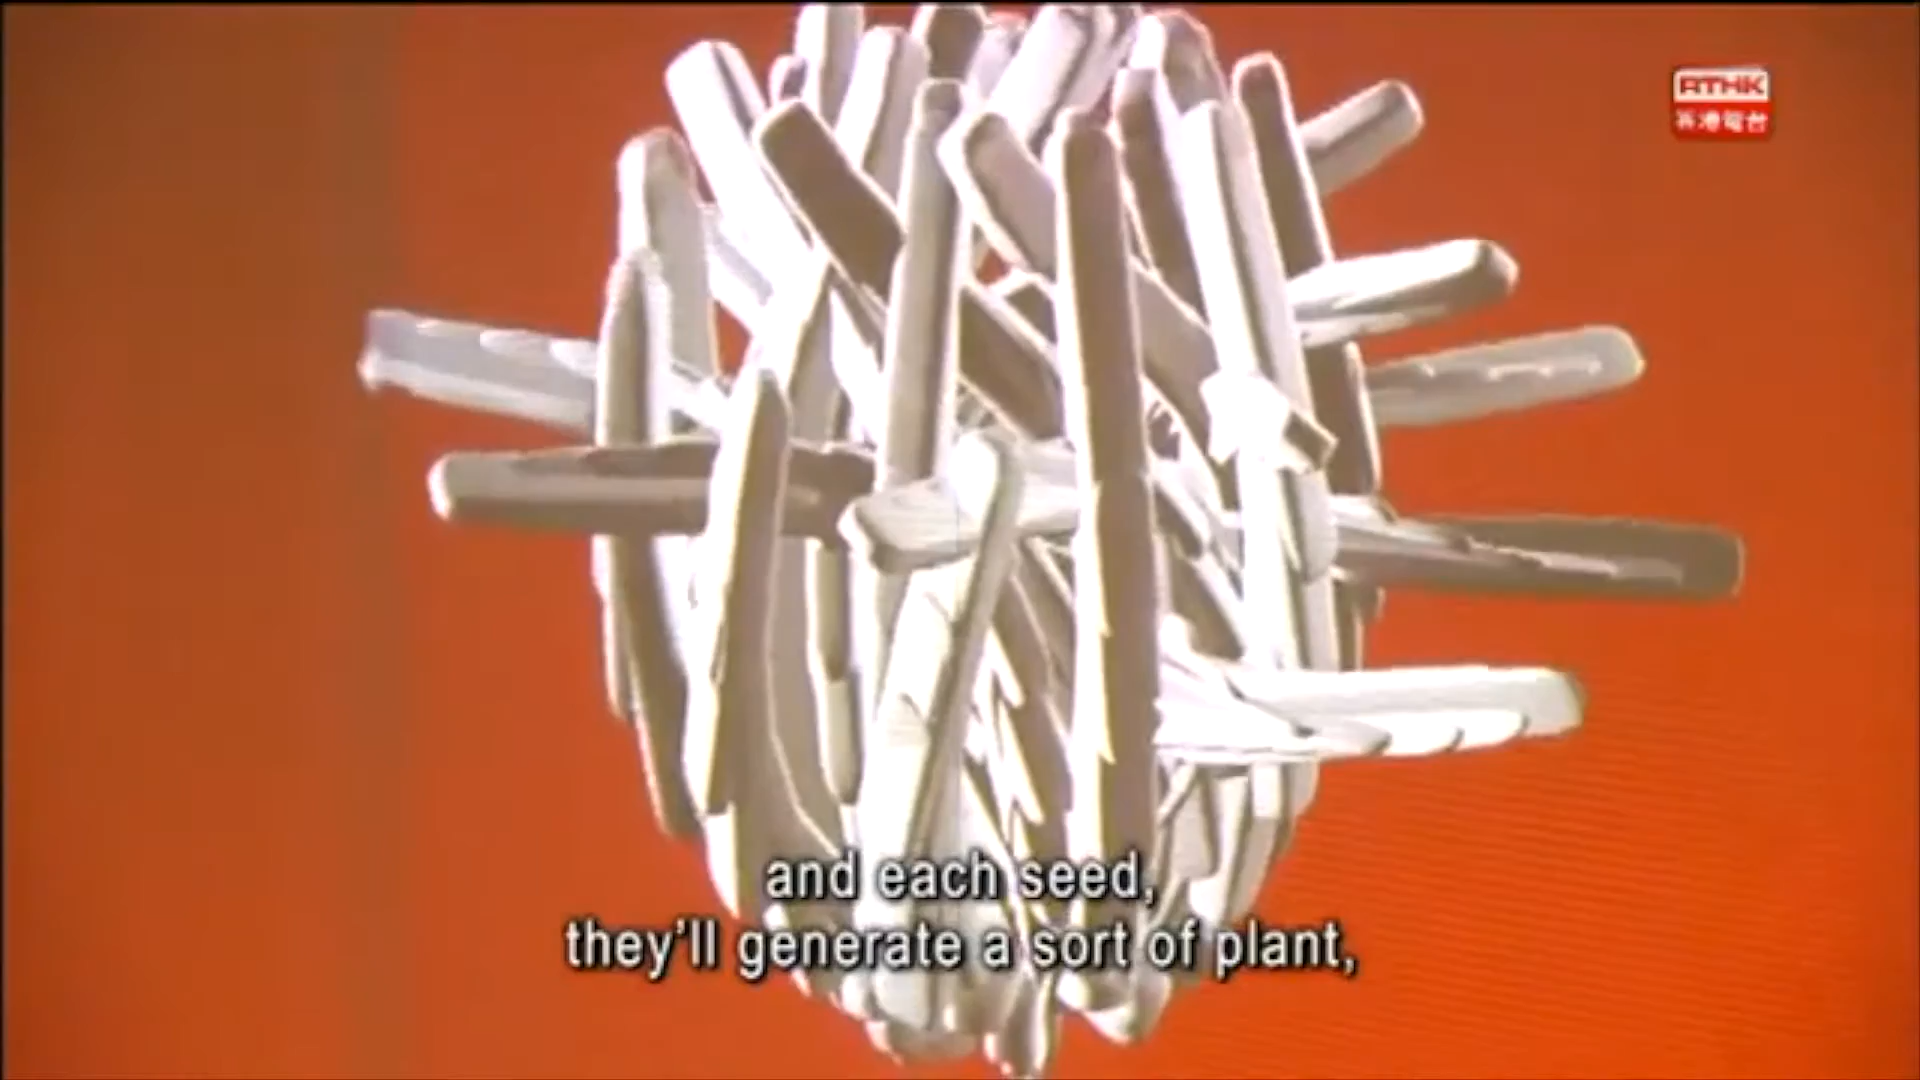 RTHK
香港電台
and each seed,
they'll generate a sort of plant,